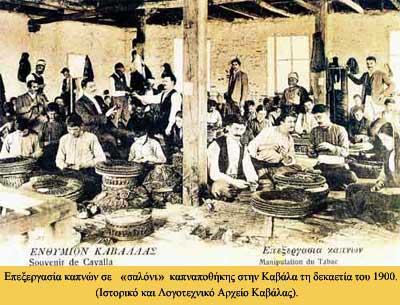 ΕΝΘΥΜΙΟΝ ΚΑΒΑΛΛΑΣ
Souvenir de Cavalla
Επεξεργασία καπνών
Manipulation du Tabac
Επεξεργασία καπνών σε «σαλόνι» καπναποθήκης στην Καβάλα τη δεκαετία του 1900.
(Ιστορικό και Λογοτεχνικό Αρχείο Καβάλας).